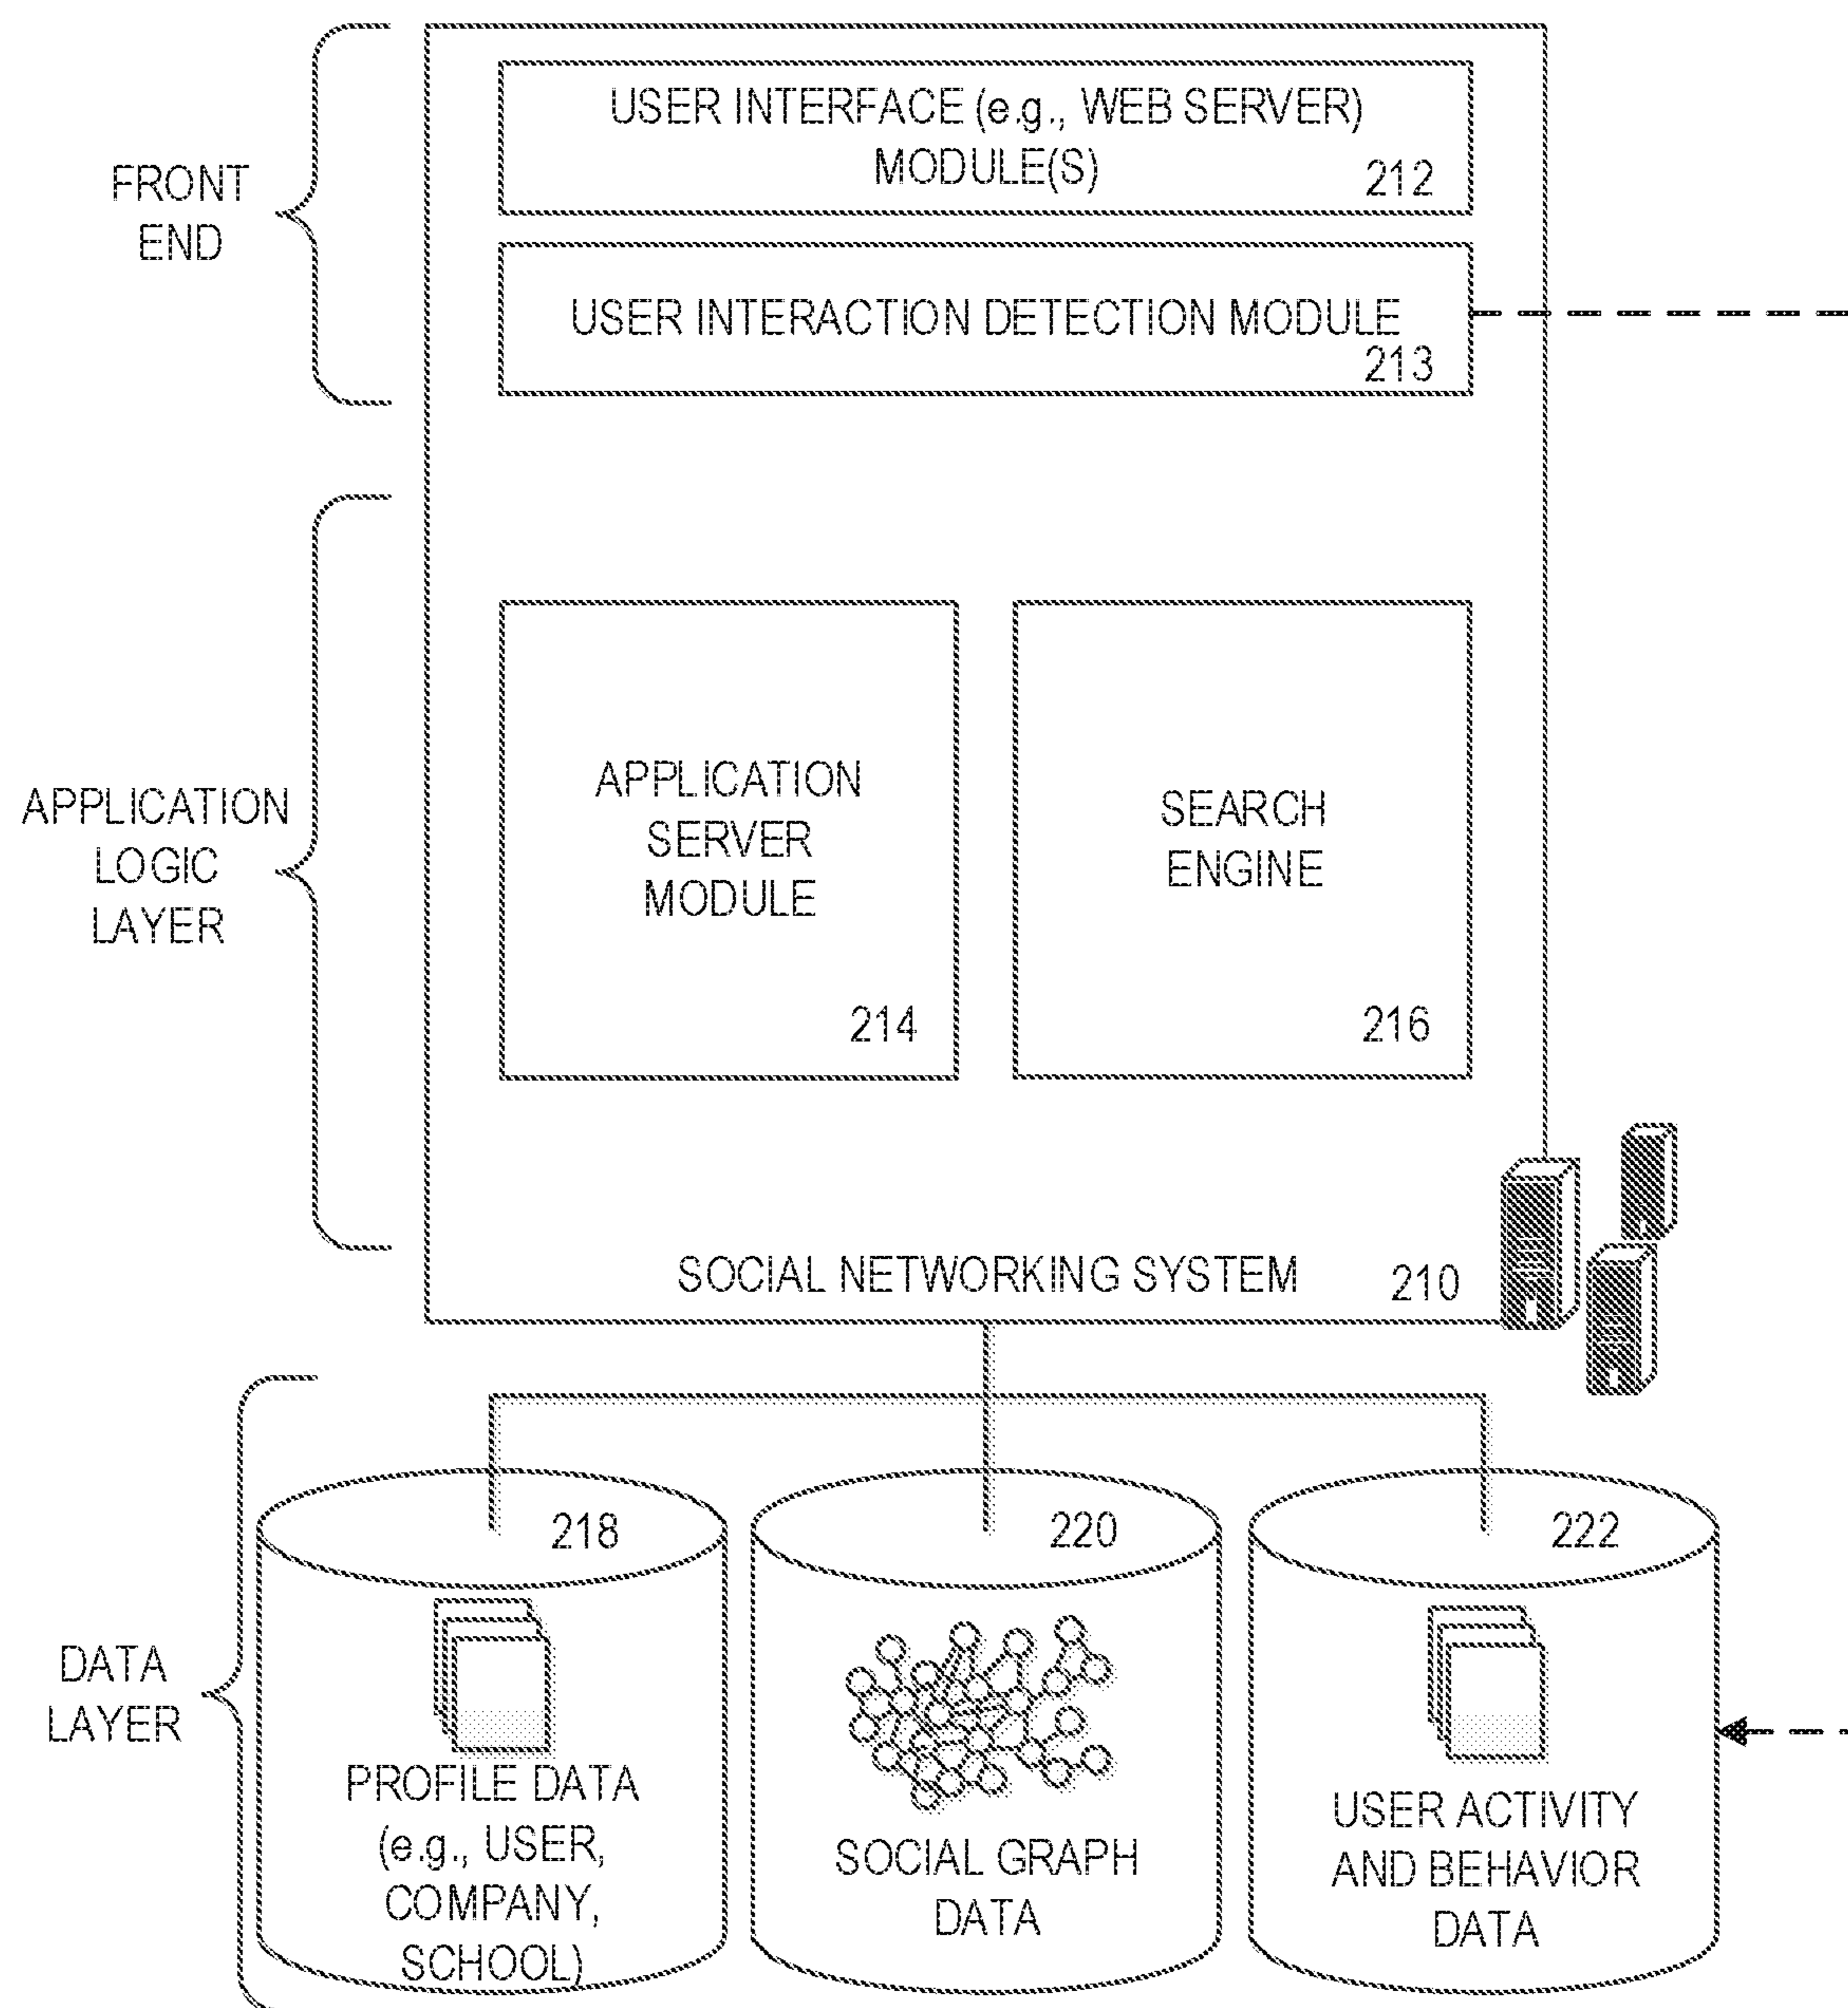 FRONT
END
USER INTERFACE (e.g., WEB SERVER)
MODULE(S)
212
USER INTERACTION DETECTION MODULE
213
APPLICATION
LOGIC
LAYER
APPLICATION
SERVER
MODULE
214
SEARCH
ENGINE
216
SOCIAL NETWORKING SYSTEM
210
DATA
LAYER
218
PROFILE DATA
(e.g., USER,
COMPANY,
SCHOOL)
220
SOCIAL GRAPH
DATA
222
USER ACTIVITY
AND BEHAVIOR
DATA